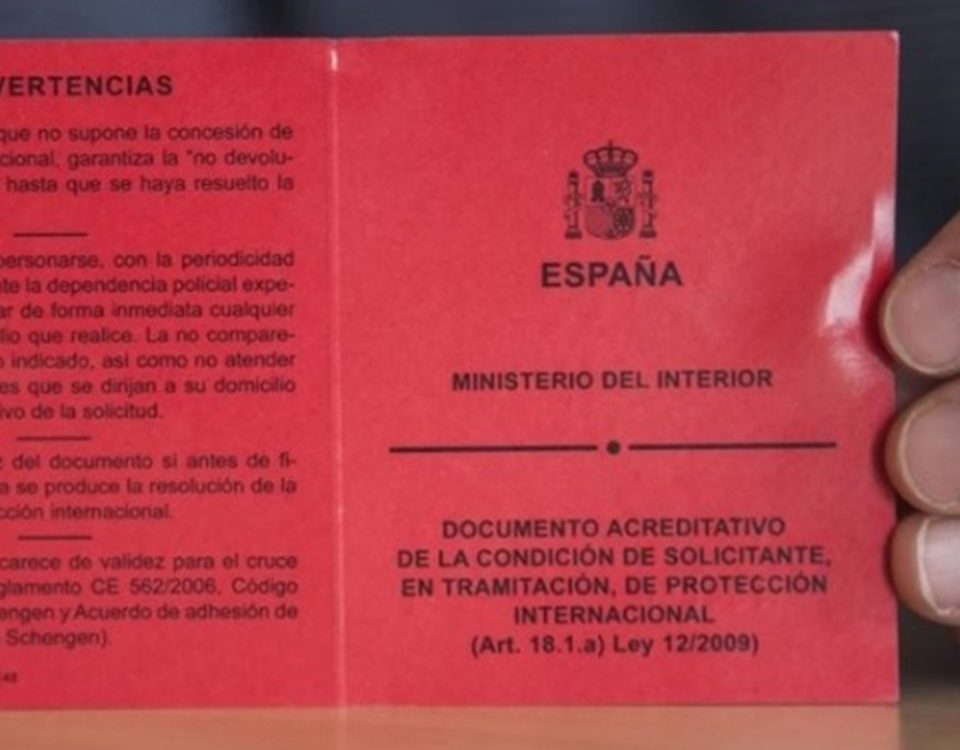 VERTENCIAS
que no supone la concesión de
cional, garantiza la "no devolu-
hasta que se haya resuelto la
personarse, con la periodicidad
te la dependencia policial expe-
ar de forma inmediata cualquier
lio que realice. La no compare-
o indicado, así como no atender
es que se dirijan a su domicilio
ivo de la solicitud.
z del documento si antes de fi-
a se produce la resolución de la
cción internacional.
carece de validez para el cruce
glamento CE 562/2006, Código
engen y Acuerdo de adhesión de
Schengen).
48
ESPAÑA
MINISTERIO DEL INTERIOR
DOCUMENTO ACREDITATIVO
DE LA CONDICIÓN DE SOLICITANTE,
EN TRAMITACIÓN, DE PROTECCIÓN
INTERNACIONAL
(Art. 18.1.a) Ley 12/2009)